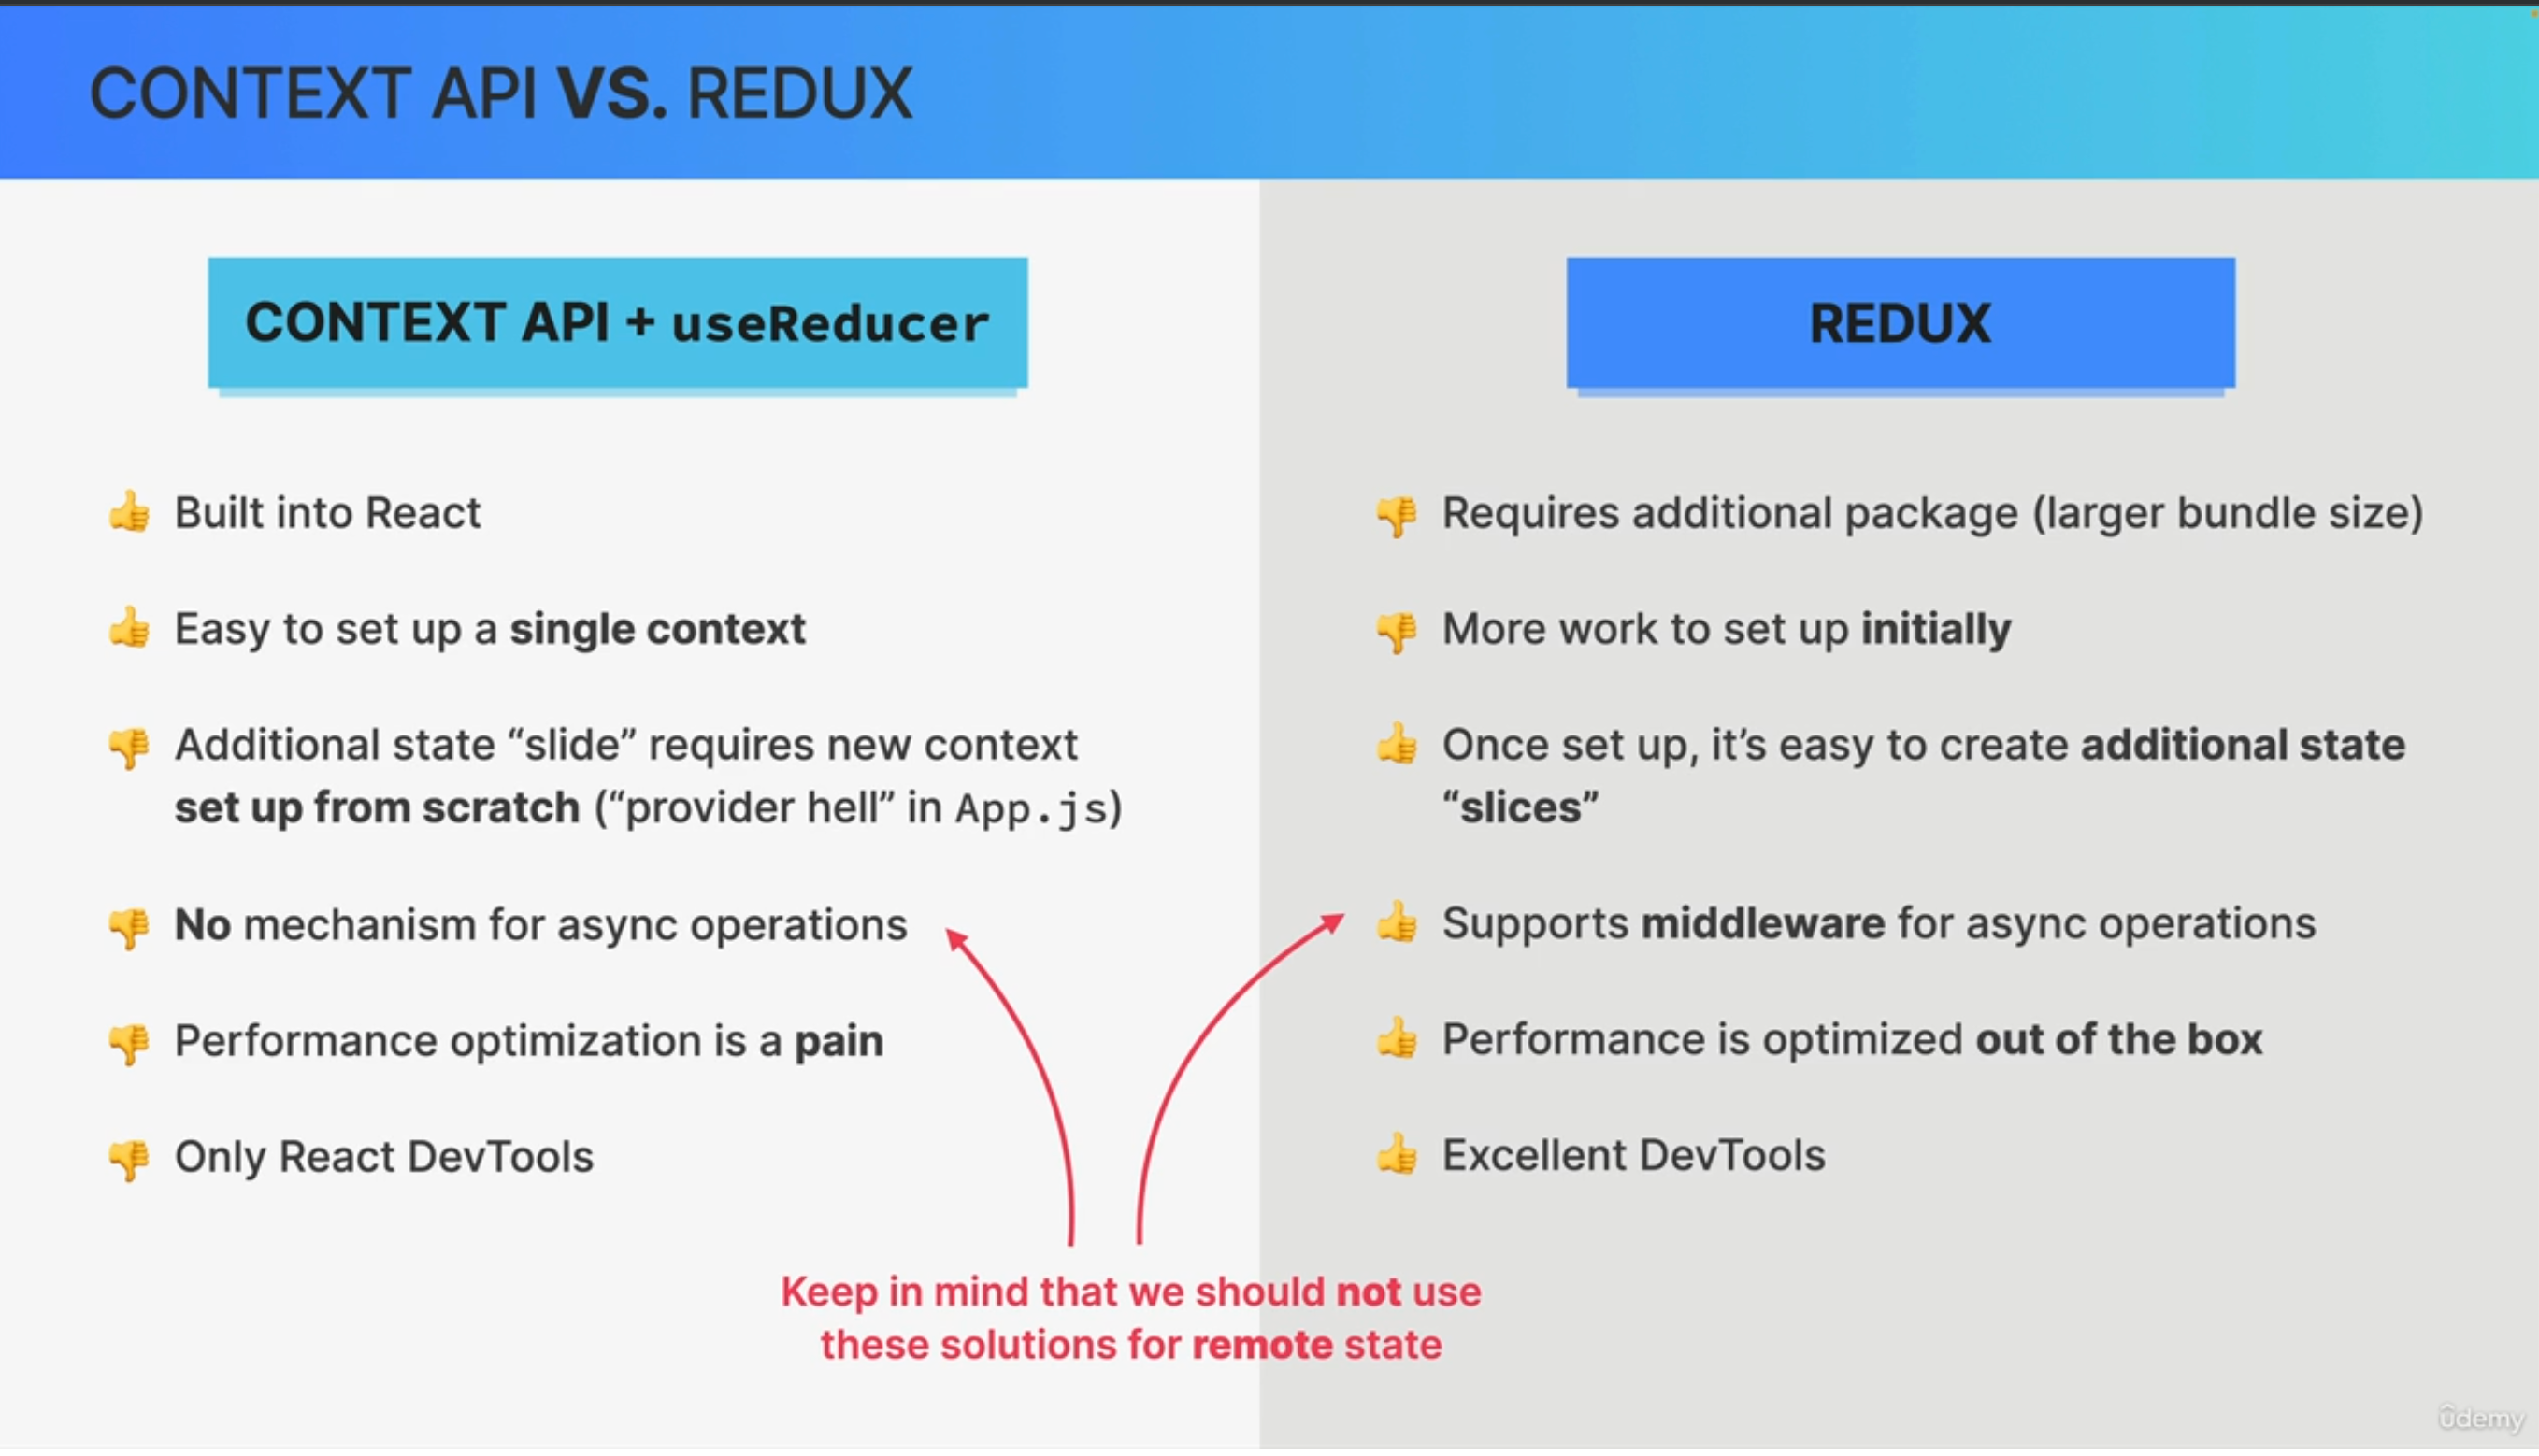 CONTEXT API VS. REDUX
CONTEXT API + useReducer
👍 Built into React
👍 Easy to set up a single context
👎 Additional state “slide” requires new context
set up from scratch (“provider hell” in App.js)
👎 No mechanism for async operations
👎 Performance optimization is a pain
👎 Only React DevTools
REDUX
👎 Requires additional package (larger bundle size)
👎 More work to set up initially
👍 Once set up, it’s easy to create additional state
“slices”
👍 Supports middleware for async operations
👍 Performance is optimized out of the box
👍 Excellent DevTools
Keep in mind that we should not use
these solutions for remote state
ûdemy